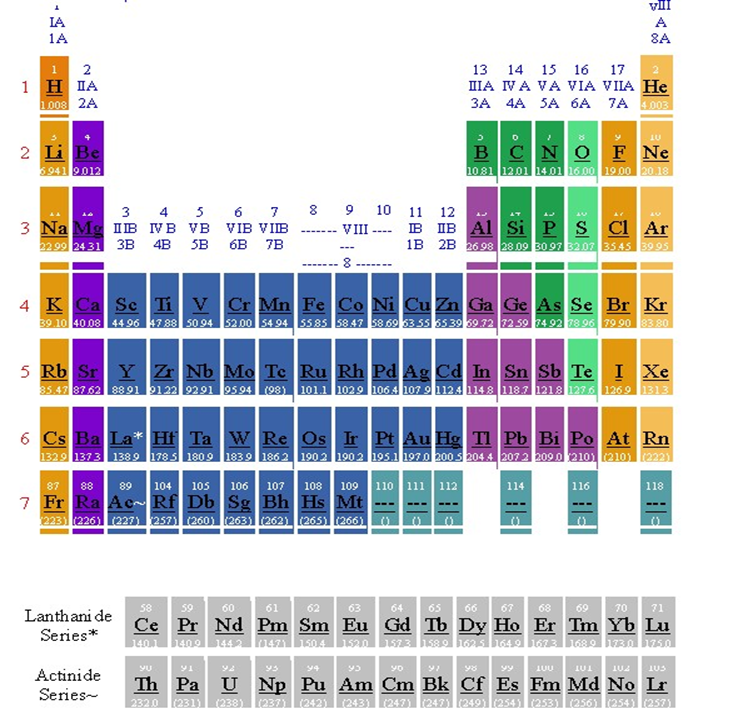 VIII
IA A
1A 8A
1 2 13 14 15 16 17 2
1 H IIA IIIA IV A V A VIA VIIA He
1.008 2A 3A 4A 5A 6A 7A 4.003
3 4 5 6 7 8 9 10
2 Li Be B C N O F Ne
6.941 9.012 10.81 12.01 14.01 16.00 19.00 20.18
11 12 3 4 5 6 7 8 9 10 11 12 13 14 15 16 17 18
3 Na Mg IIIB IV B V B VIB VIIB ------- VIII ---- IB IIB Al Si P S Cl Ar
22.99 24.31 3B 4B 5B 6B 7B --- 1B 2B 26.98 28.09 30.97 32.07 35.45 39.95
------- 8 -------
4 K Ca Sc Ti V Cr Mn Fe Co Ni Cu Zn Ga Ge As Se Br Kr
39.10 40.08 44.96 47.88 50.94 52.00 54.94 55.85 58.47 58.69 63.55 65.39 69.72 72.59 74.92 78.96 79.90 83.80
5 Rb Sr Y Zr Nb Mo Tc Ru Rh Pd Ag Cd In Sn Sb Te I Xe
85.47 87.62 88.91 91.22 92.91 95.94 (98) 101.1 102.9 106.4 107.9 112.4 114.8 118.7 121.8 127.6 126.9 131.3
6 Cs Ba La* Hf Ta W Re Os Ir Pt Au Hg Tl Pb Bi Po At Rn
132.9 137.3 138.9 178.5 180.9 183.9 186.2 190.2 190.2 195.1 197.0 200.5 204.4 207.2 209.0 (210) (210) (222)
87 88 89 104 105 106 107 108 109 110 111 112 114 116 118
7 Fr Ra Ac~ Rf Db Sg Bh Hs Mt --- --- --- --- --- ---
(223) (226) (227) (257) (260) (263) (262) (265) (266) () () () () () ()
58 59 60 61 62 63 64 65 66 67 68 69 70 71
Lanthanide Series* Ce Pr Nd Pm Sm Eu Gd Tb Dy Ho Er Tm Yb Lu
140.1 140.9 144.2 (147) 150.4 152.0 157.3 158.9 162.5 164.9 167.3 168.9 173.0 175.0
90 91 92 93 94 95 96 97 98 99 100 101 102 103
Actinide Series~ Th Pa U Np Pu Am Cm Bk Cf Es Fm Md No Lr
232.0 (231) (238) (237) (242) (243) (247) (247) (249) (254) (253) (256) (254) (257)